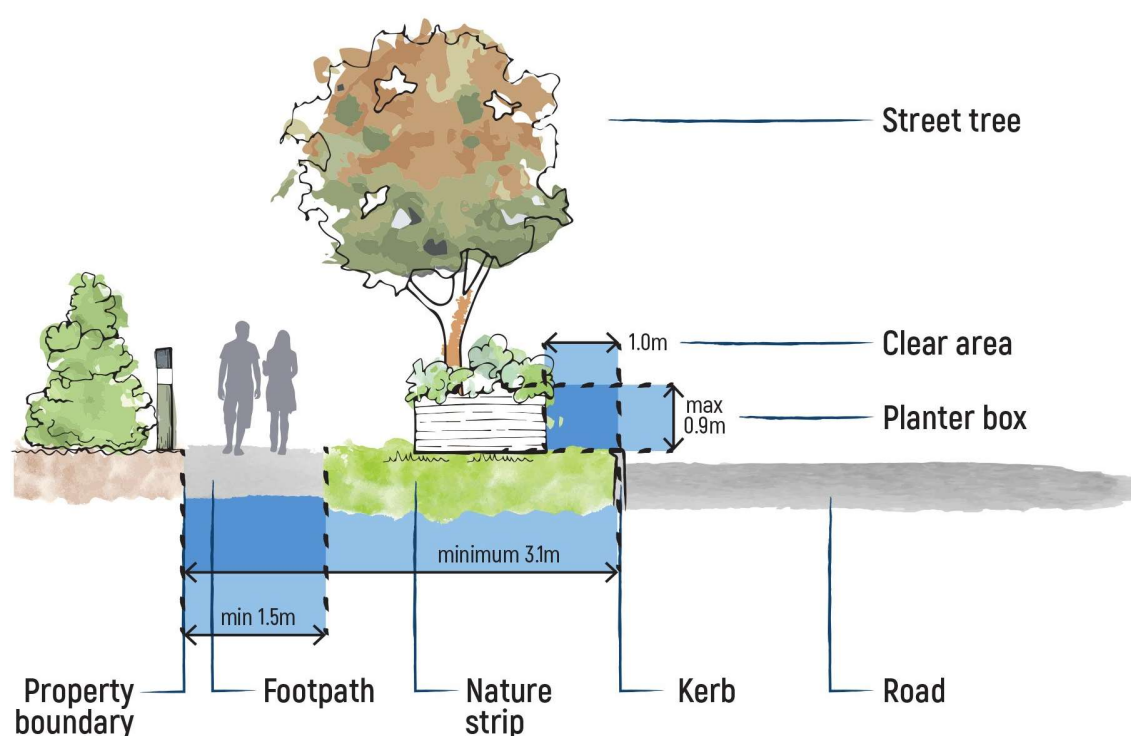 Street tree
1.0m
Clear area
max
0.9m
Planter box
minimum 3.1m
min 1.5m
Property
boundary
Footpath
Nature
strip
Kerb
Road